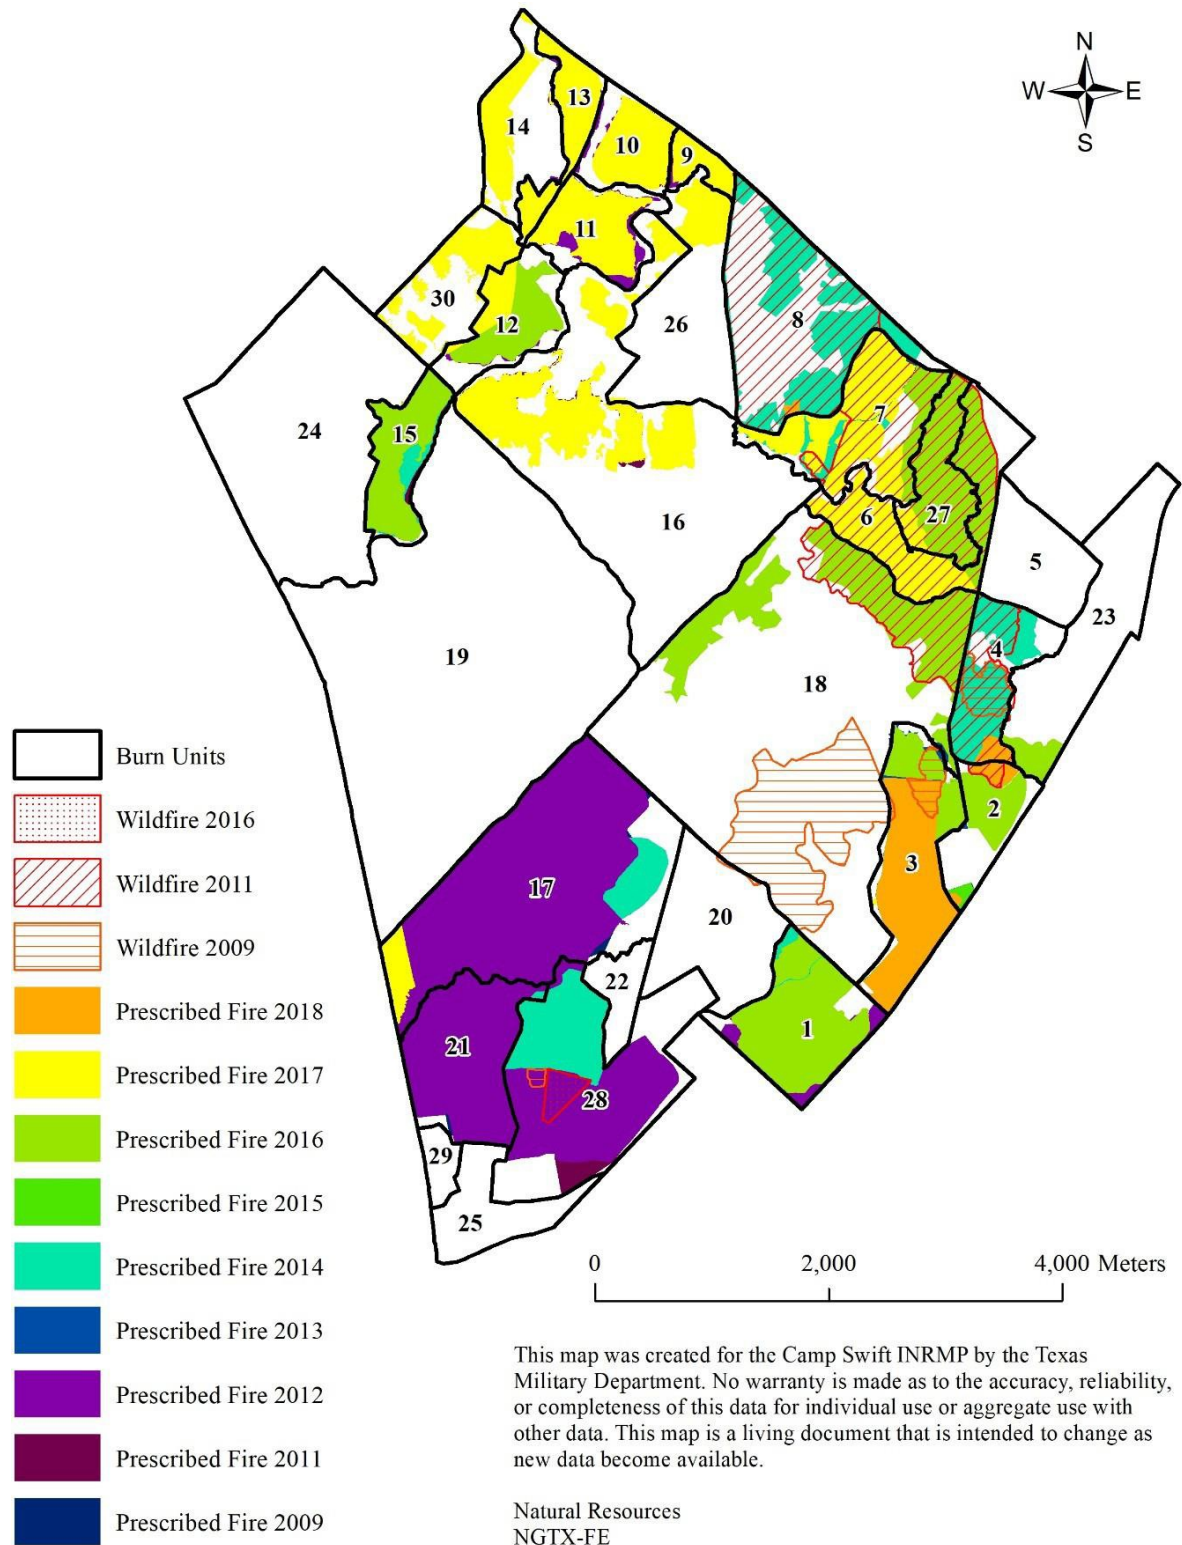 N
W E
S
13
14
10
9
11
30
12
26
8
24
15
7
16
6
27
5
23
4
19
18
2
3
17
20
22
1
21
28
29
25
Burn Units
Wildfire 2016
Wildfire 2011
Wildfire 2009
Prescribed Fire 2018
Prescribed Fire 2017
Prescribed Fire 2016
Prescribed Fire 2015
Prescribed Fire 2014
Prescribed Fire 2013
Prescribed Fire 2012
Prescribed Fire 2011
Prescribed Fire 2009
0 2,000 4,000 Meters
This map was created for the Camp Swift INRMP by the Texas
Military Department. No warranty is made as to the accuracy, reliability,
or completeness of this data for individual use or aggregate use with
other data. This map is a living document that is intended to change as
new data become available.
Natural Resources
NGTX-FE